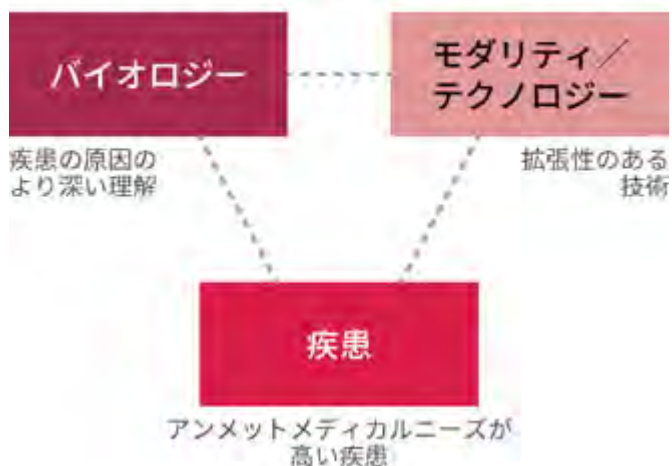 バイオロジー
モダリティ／
テクノロジー
疾患の原因の
より深い理解
拡張性のある
技術
疾患
アンメットメディカルニーズが
高い疾患